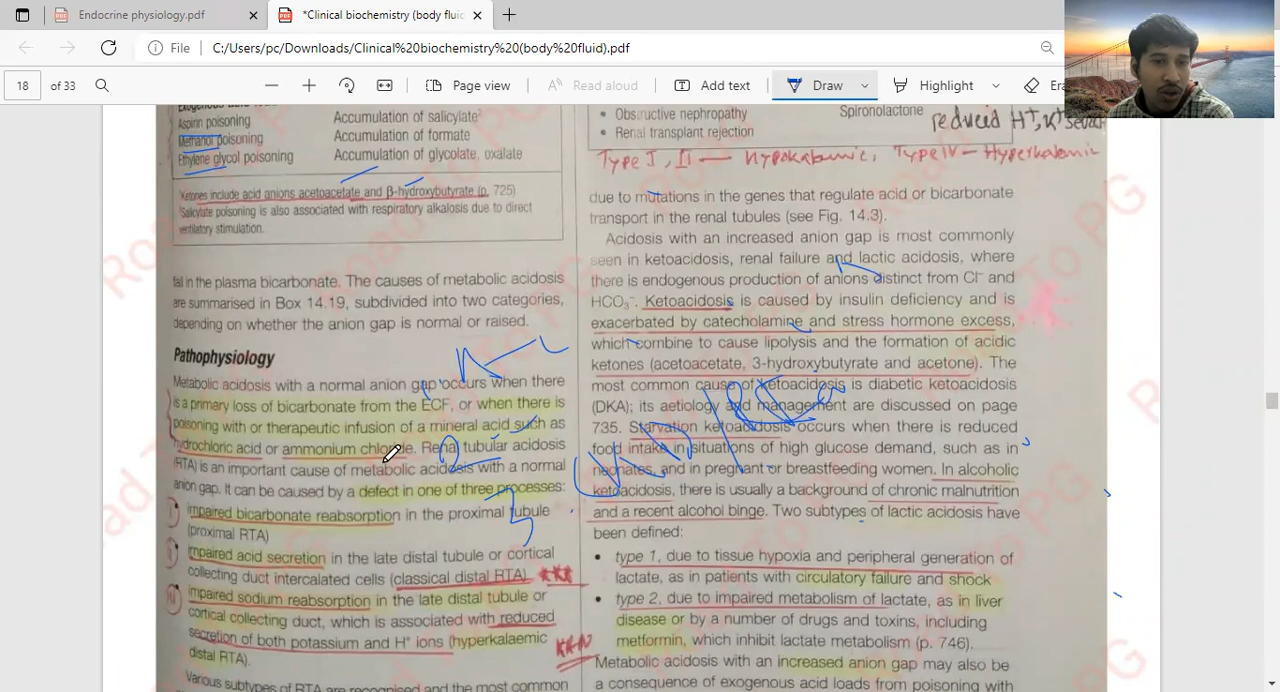 Endocrine physiology.pdf
*Clinical biochemistry (body fluid
File
C:/Users/pc/Downloads/Clinical%20biochemistry%20(body%20fluid).pdf
18 of 33
Page view
Read aloud
Add text
Draw
Highlight
Era
Aspirin poisoning Accumulation of salicylate²
Methanol poisoning Accumulation of formate
Ethylene glycol poisoning Accumulation of glycolate, oxalate
Ketones include acid anions acetoacetate and β-hydroxybutyrate (p. 725)
²Salicylate poisoning is also associated with respiratory alkalosis due to direct
ventilatory stimulation.
fall in the plasma bicarbonate. The causes of metabolic acidosis
are summarised in Box 14.19, subdivided into two categories,
depending on whether the anion gap is normal or raised.
Pathophysiology
Metabolic acidosis with a normal anion gap occurs when there
is a primary loss of bicarbonate from the ECF, or when there is
poisoning with or therapeutic infusion of a mineral acid such as
hydrochloric acid or ammonium chloride. Renal tubular acidosis
(RTA) is an important cause of metabolic acidosis with a normal
anion gap. It can be caused by a defect in one of three processes:
• impaired bicarbonate reabsorption in the proximal tubule
(proximal RTA)
• impaired acid secretion in the late distal tubule or cortical
collecting duct intercalated cells (classical distal RTA)
• impaired sodium reabsorption in the late distal tubule or
cortical collecting duct, which is associated with reduced
secretion of both potassium and H⁺ ions (hyperkalaemic
distal RTA).
Various subtypes of RTA are recognised and the most common
• Obstructive nephropathy Spironolactone
• Renal transplant rejection
reduced H⁺, K⁺
Type I, II — Hypokalamic, Type IV — Hyperkalamic
due to mutations in the genes that regulate acid or bicarbonate
transport in the renal tubules (see Fig. 14.3).
Acidosis with an increased anion gap is most commonly
seen in ketoacidosis, renal failure and lactic acidosis, where
there is endogenous production of anions distinct from Cl⁻ and
HCO₃⁻. Ketoacidosis is caused by insulin deficiency and is
exacerbated by catecholamine and stress hormone excess,
which combine to cause lipolysis and the formation of acidic
ketones (acetoacetate, 3-hydroxybutyrate and acetone). The
most common cause of ketoacidosis is diabetic ketoacidosis
(DKA); its aetiology and management are discussed on page
735. Starvation ketoacidosis occurs when there is reduced
food intake in situations of high glucose demand, such as in
neonates, and in pregnant or breastfeeding women. In alcoholic
ketoacidosis, there is usually a background of chronic malnutrition
and a recent alcohol binge. Two subtypes of lactic acidosis have
been defined:
• type 1, due to tissue hypoxia and peripheral generation of
lactate, as in patients with circulatory failure and shock
• type 2, due to impaired metabolism of lactate, as in liver
disease or by a number of drugs and toxins, including
metformin, which inhibit lactate metabolism (p. 746).
Metabolic acidosis with an increased anion gap may also be
a consequence of exogenous acid loads from poisoning with
Road To PG